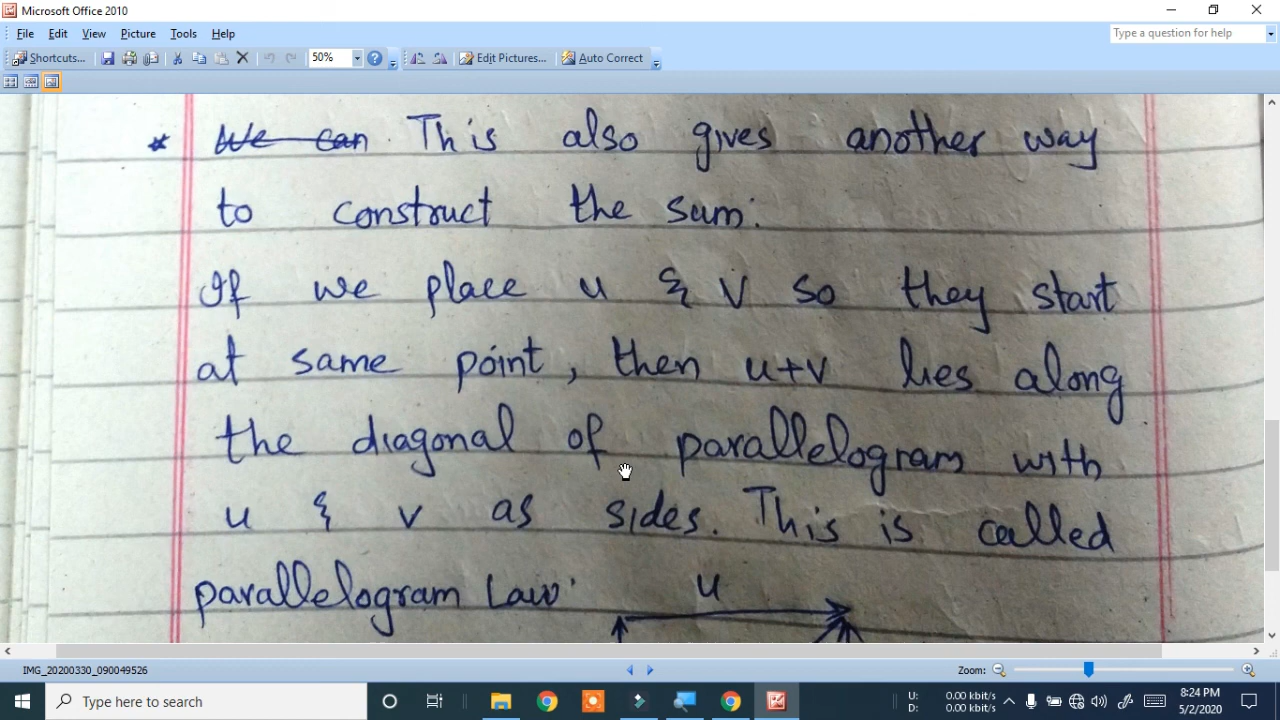 Microsoft Office 2010
File Edit View Picture Tools Help
Type a question for help
Shortcuts... 50% Edit Pictures... Auto Correct
* We can This also gives another way
to construct the sum.
If we place u & v so they start
at same point, then u+v lies along
the diagonal of parallelogram with
u & v as sides. This is called
parallelogram Law.
u
IMG_20200330_090049526 Zoom:
Type here to search
U: 0.00 kbit/s
D: 0.00 kbit/s
8:24 PM
5/2/2020